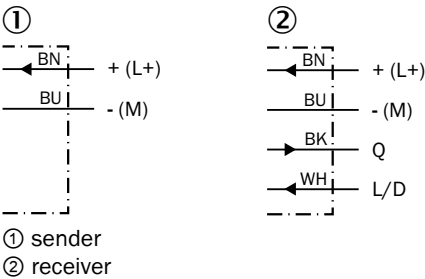 ① ②
BN + (L+)
BU - (M)
BN + (L+)
BU - (M)
BK Q
WH L/D
① sender
② receiver